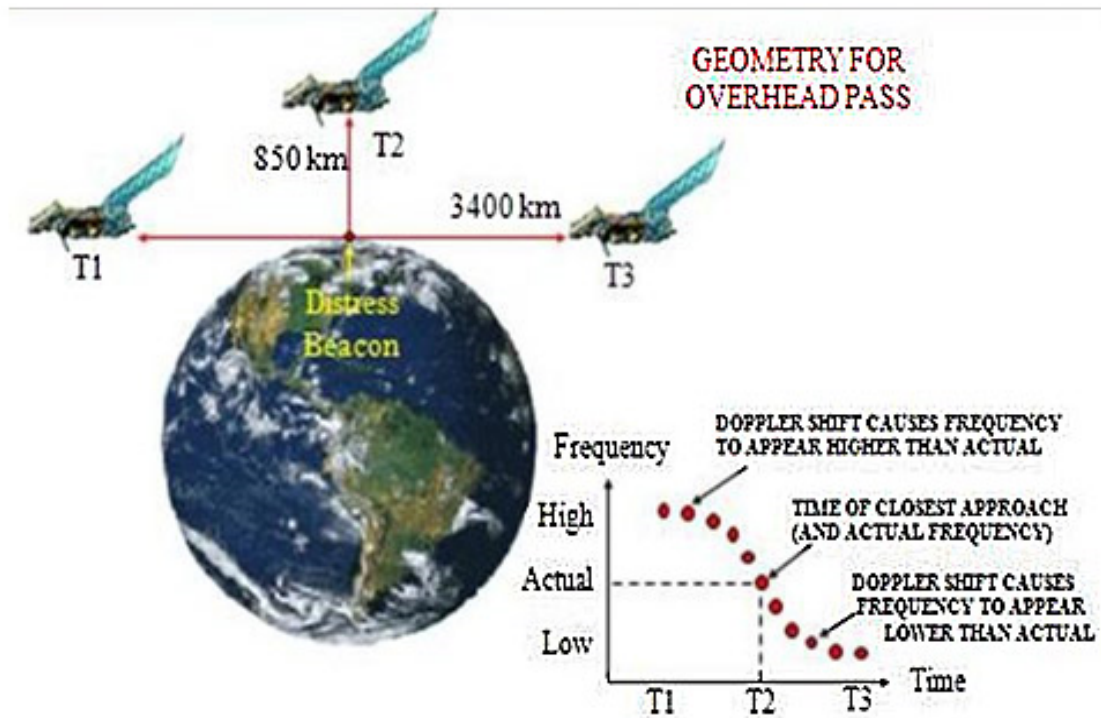 GEOMETRY FOR
OVERHEAD PASS
T2
850 km
3400 km
T1
T3
Distress
Beacon
DOPPLER SHIFT CAUSES FREQUENCY
TO APPEAR HIGHER THAN ACTUAL
Frequency
High
TIME OF CLOSEST APPROACH
(AND ACTUAL FREQUENCY)
Actual
DOPPLER SHIFT CAUSES
FREQUENCY TO APPEAR
LOWER THAN ACTUAL
Low
Time
T1 T2 T3